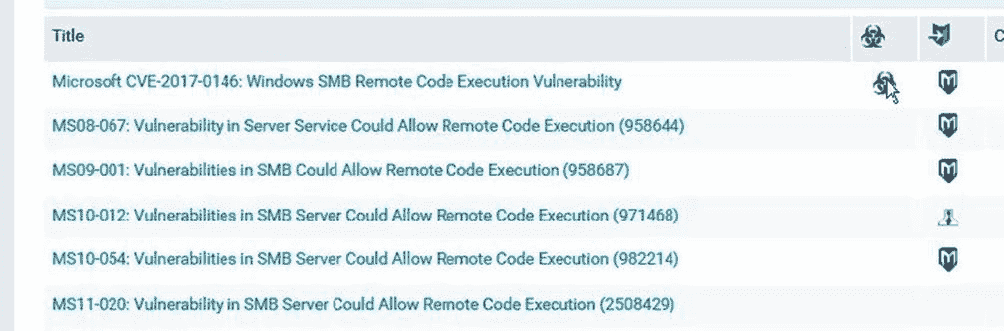 Title
C
Microsoft CVE-2017-0146: Windows SMB Remote Code Execution Vulnerability
MS08-067: Vulnerability in Server Service Could Allow Remote Code Execution (958644)
MS09-001: Vulnerabilities in SMB Could Allow Remote Code Execution (958687)
MS10-012: Vulnerabilities in SMB Server Could Allow Remote Code Execution (971468)
MS10-054: Vulnerabilities in SMB Server Could Allow Remote Code Execution (982214)
MS11-020: Vulnerability in SMB Server Could Allow Remote Code Execution (2508429)